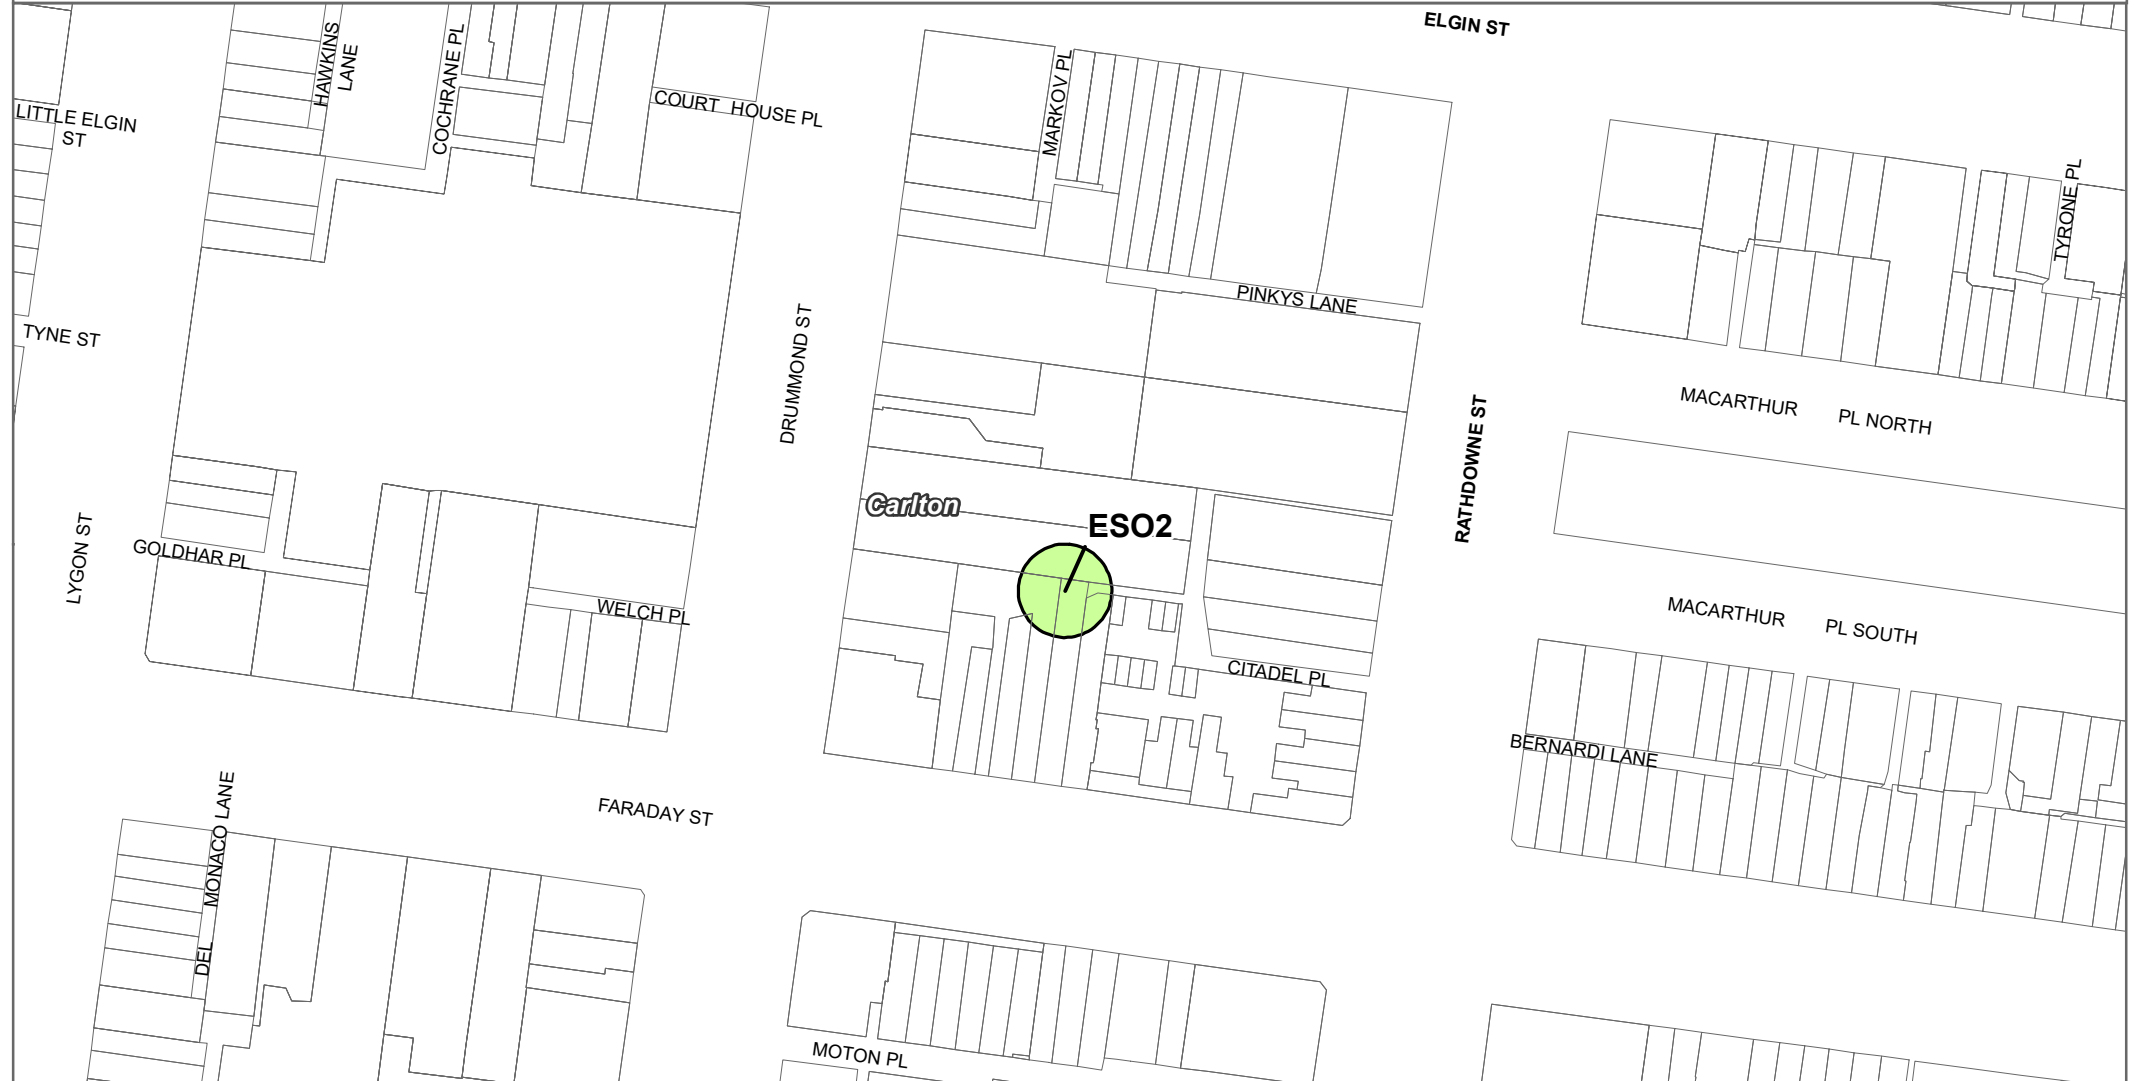 ELGIN ST
HAWKINS
LANE
COCHRANE PL
MARKOV PL
COURT HOUSE PL
LITTLE ELGIN
ST
TYRONE PL
PINKYS LANE
TYNE ST
DRUMMOND ST
MACARTHUR PL NORTH
RATHDOWNE ST
Carlton
ESO2
LYGON ST
GOLDHAR PL
WELCH PL
MACARTHUR PL SOUTH
CITADEL PL
BERNARDI LANE
FARADAY ST
DEL MONACO LANE
MOTON PL